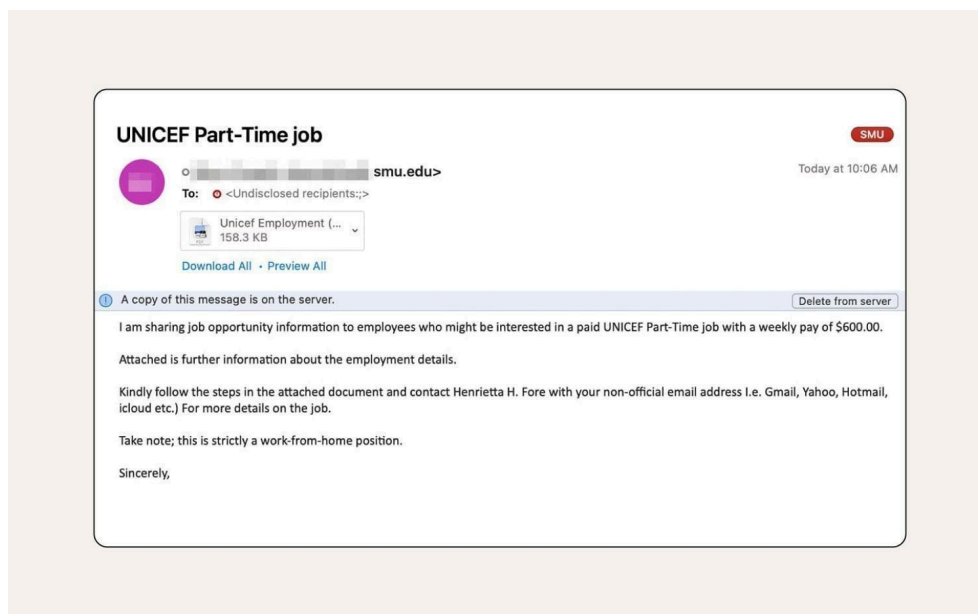 UNICEF Part-Time job
SMU
smu.edu>
Today at 10:06 AM
To: <Undisclosed recipients:;>
Unicef Employment (...
158.3 KB
Download All • Preview All
A copy of this message is on the server.
Delete from server
I am sharing job opportunity information to employees who might be interested in a paid UNICEF Part-Time job with a weekly pay of $600.00.
Attached is further information about the employment details.
Kindly follow the steps in the attached document and contact Henrietta H. Fore with your non-official email address I.e. Gmail, Yahoo, Hotmail,
icloud etc.) For more details on the job.
Take note; this is strictly a work-from-home position.
Sincerely,